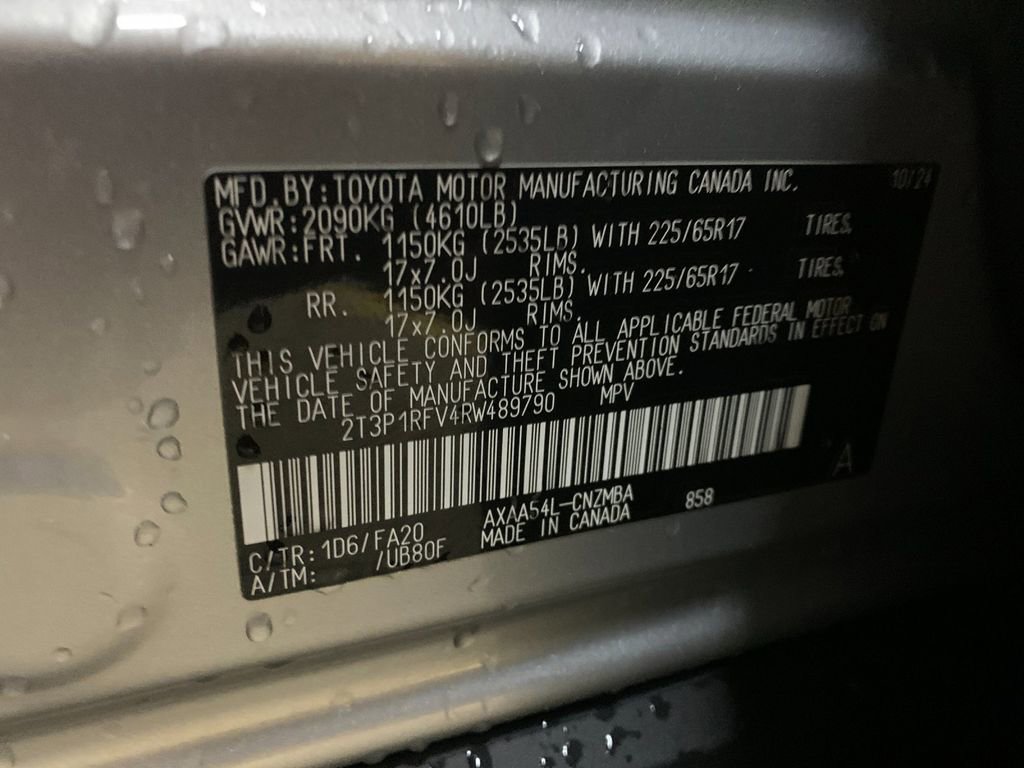 MFD.BY:TOYOTA MOTOR MANUFACTURING CANADA INC. 10/24
GVWR:2090KG (4610LB)
GAWR:FRT. 1150KG (2535LB) WITH 225/65R17 TIRES,
17x7.0J RIMS.
RR. 1150KG (2535LB) WITH 225/65R17 TIRES,
17x7.0J RIMS.
THIS VEHICLE CONFORMS TO ALL APPLICABLE FEDERAL MOTOR
VEHICLE SAFETY AND THEFT PREVENTION STANDARDS IN EFFECT ON
THE DATE OF MANUFACTURE SHOWN ABOVE.
2T3P1RFV4RW489790 MPV
A
C/TR: 1D6/FA20 AXAA54L-CNZMBA 858
A/TM: /UB80F MADE IN CANADA